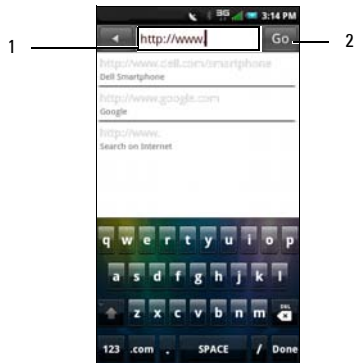 3G 3:14 PM
1 http://www. Go 2
http://www.dell.com/smartphone
Dell Smartphone
http://www.google.com
Google
http://www.
Search on Internet
q w e r t y u i o p
a s d f g h j k l
z x c v b n m DEL
123 .com . SPACE / Done